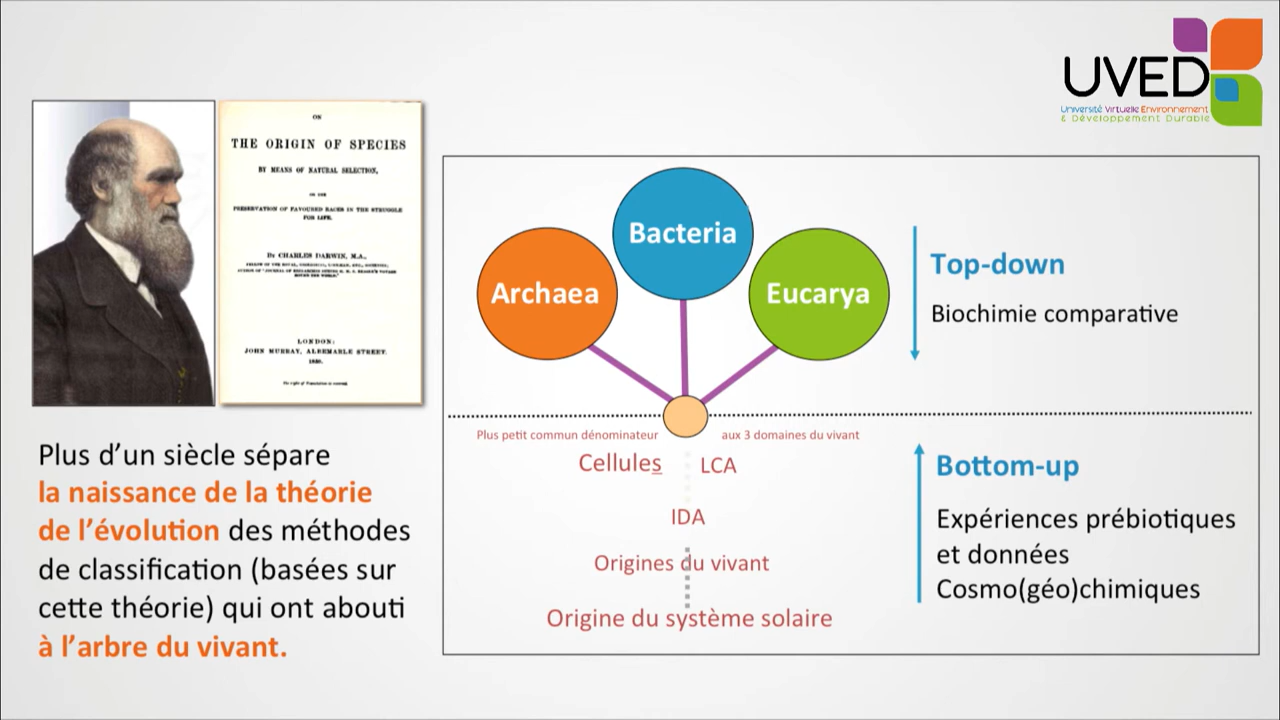 UVED
Université Virtuelle Environnement
& Développement Durable
ON
THE ORIGIN OF SPECIES
BY MEANS OF NATURAL SELECTION,
OR THE
PRESERVATION OF FAVOURED RACES IN THE STRUGGLE
FOR LIFE.
By CHARLES DARWIN, M.A.,
LONDON:
JOHN MURRAY, ALBEMARLE STREET.
1859.
Plus d’un siècle sépare
la naissance de la théorie
de l’évolution des méthodes
de classification (basées sur
cette théorie) qui ont abouti
à l’arbre du vivant.
Bacteria
Archaea
Eucarya
Top-down
Biochimie comparative
Plus petit commun dénominateur aux 3 domaines du vivant
Cellules LCA
IDA
Origines du vivant
Origine du système solaire
Bottom-up
Expériences prébiotiques
et données
Cosmo(géo)chimiques